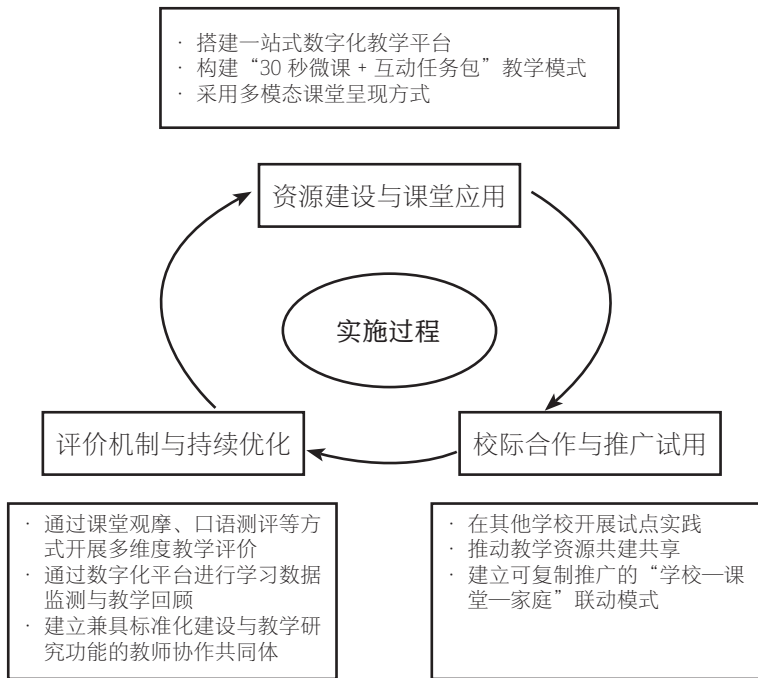 · 搭建一站式数字化教学平台
· 构建“30 秒微课 + 互动任务包”教学模式
· 采用多模态课堂呈现方式
资源建设与课堂应用
实施过程
评价机制与持续优化
校际合作与推广试用
· 通过课堂观摩、口语测评等方
式开展多维度教学评价
· 通过数字化平台进行学习数据
监测与教学回顾
· 建立兼具标准化建设与教学研
究功能的教师协作共同体
· 在其他学校开展试点实践
· 推动教学资源共建共享
· 建立可复制推广的“学校—课
堂—家庭”联动模式